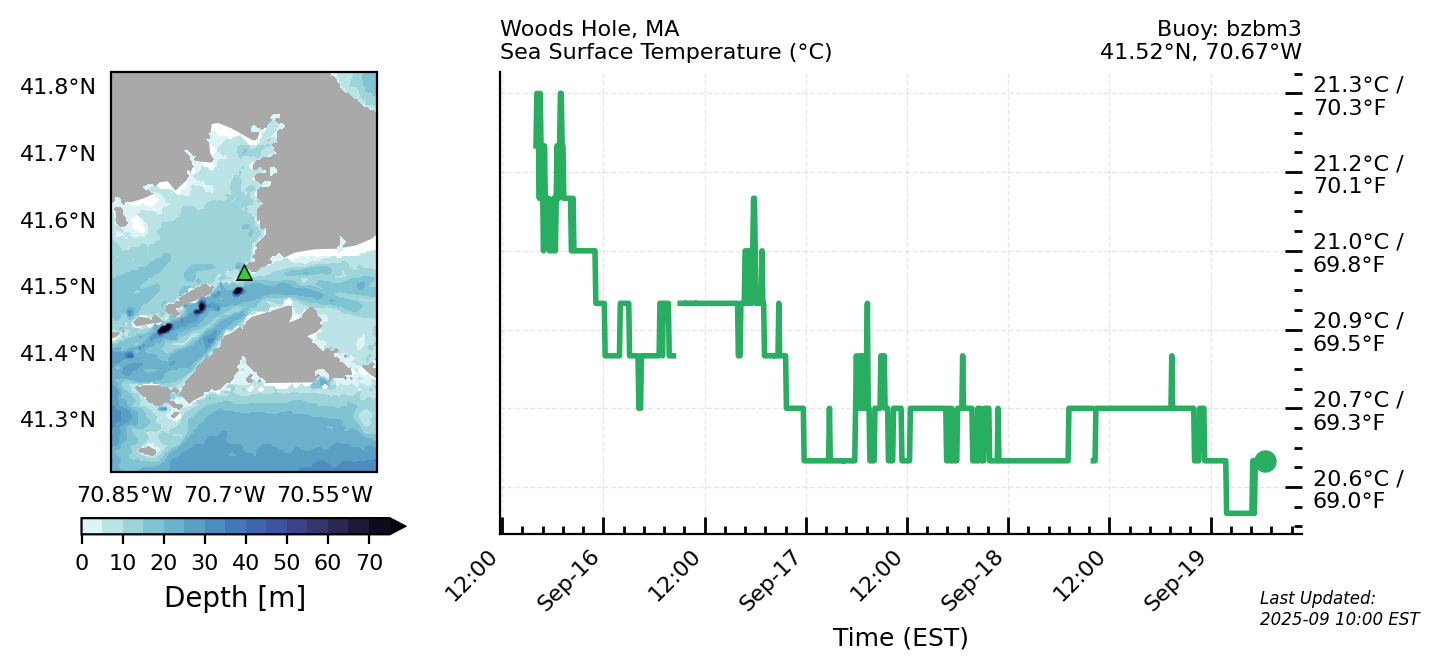 Woods Hole, MA
Sea Surface Temperature (°C)
Buoy: bzbm3
41.52°N, 70.67°W
41.8°N
41.7°N
41.6°N
41.5°N
41.4°N
41.3°N
70.85°W 70.7°W 70.55°W
0 10 20 30 40 50 60 70
Depth [m]
21.3°C /
70.3°F
21.2°C /
70.1°F
21.0°C /
69.8°F
20.9°C /
69.5°F
20.7°C /
69.3°F
20.6°C /
69.0°F
12:00
Sep-16
12:00
Sep-17
12:00
Sep-18
12:00
Sep-19
Time (EST)
Last Updated:
2025-09 10:00 EST